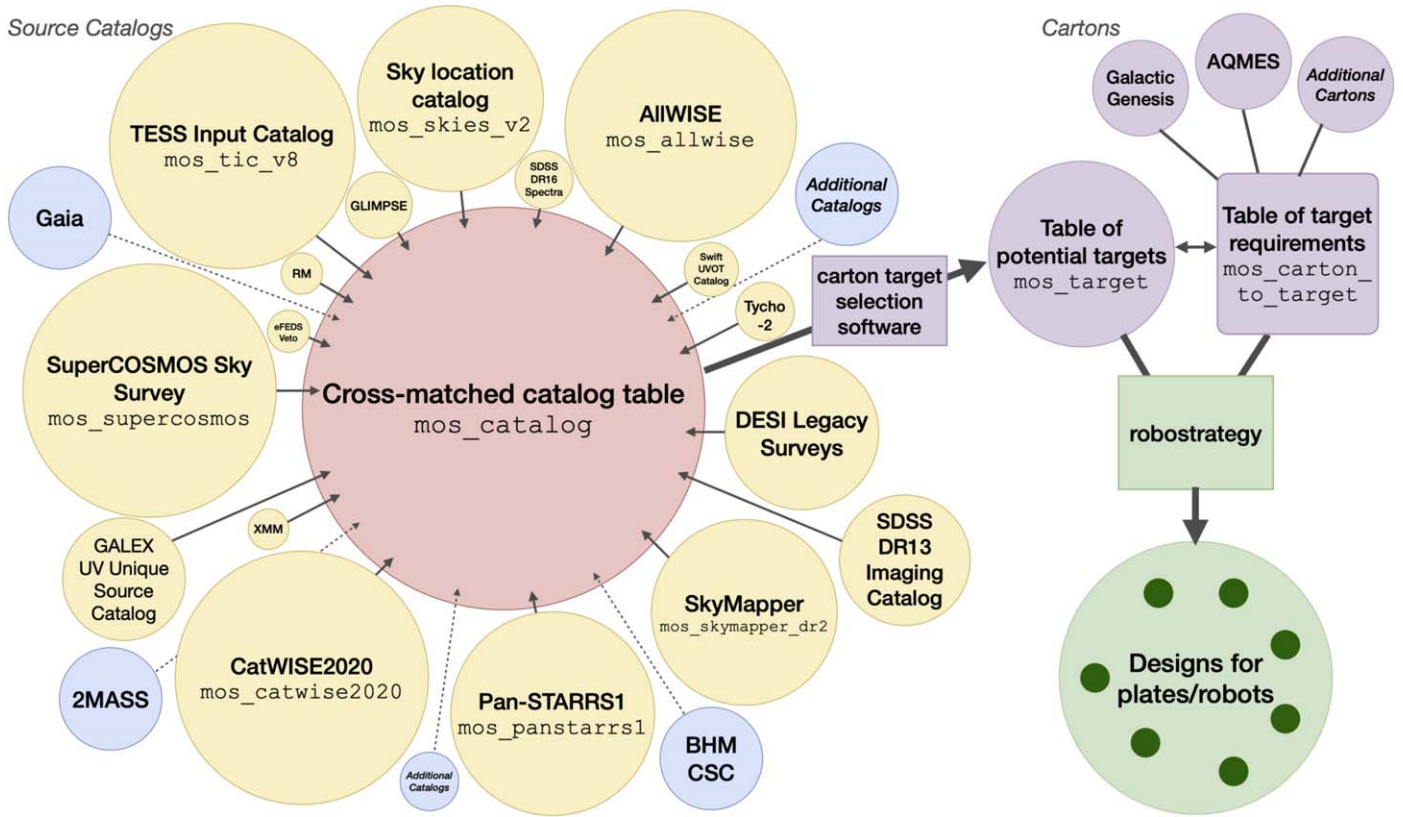 Source Catalogs
Cartons
TESS Input Catalog
mos_tic_v8
Sky location
catalog
mos_skies_v2
AllWISE
mos_allwise
SDSS
DR16
Spectra
GLIMPSE
Gaia
Additional
Catalogs
RM
Swift
UVOT
Catalog
eFEDS
Veto
Tycho
-2
SuperCOSMOS Sky
Survey
mos_supercosmos
Cross-matched catalog table
mos_catalog
DESI Legacy
Surveys
GALEX
UV Unique
Source
Catalog
XMM
SDSS
DR13
Imaging
Catalog
SkyMapper
mos_skymapper_dr2
2MASS
CatWISE2020
mos_catwise2020
Pan-STARRS1
mos_panstarrs1
Additional
Catalogs
BHM
CSC
carton target
selection
software
Galactic
Genesis
AQMES
Additional
Cartons
Table of
potential targets
mos_target
Table of target
requirements
mos_carton_
to_target
robostrategy
Designs for
plates/robots